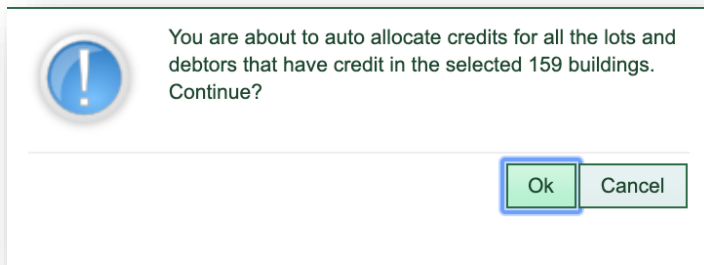 You are about to auto allocate credits for all the lots and
debtors that have credit in the selected 159 buildings.
Continue?
Ok
Cancel